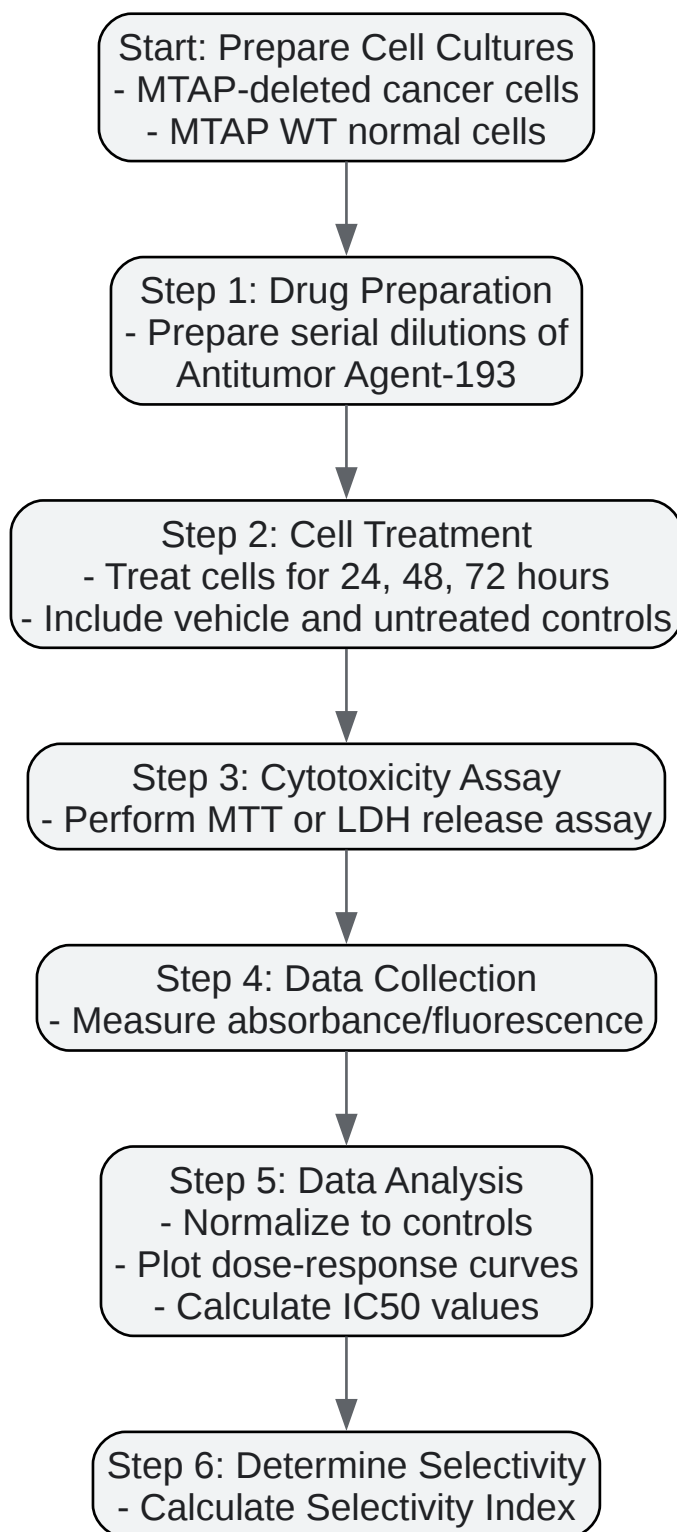 Start: Prepare Cell Cultures
- MTAP-deleted cancer cells
- MTAP WT normal cells
Step 1: Drug Preparation
- Prepare serial dilutions of
Antitumor Agent-193
Step 2: Cell Treatment
- Treat cells for 24, 48, 72 hours
- Include vehicle and untreated controls
Step 3: Cytotoxicity Assay
- Perform MTT or LDH release assay
Step 4: Data Collection
- Measure absorbance/fluorescence
Step 5: Data Analysis
- Normalize to controls
- Plot dose-response curves
- Calculate IC50 values
Step 6: Determine Selectivity
- Calculate Selectivity Index